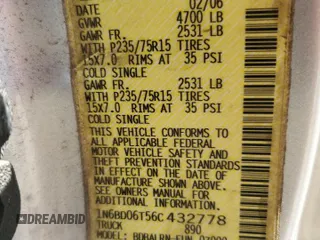 02/06
GVWR 4700 LB
GAWR FR. 2531 LB
WITH P235/75R15 TIRES
15X7.0 RIMS AT 35 PSI
COLD SINGLE
GAWR FR. 2531 LB
WITH P235/75R15 TIRES
15X7.0 RIMS AT 35 PSI
COLD SINGLE
THIS VEHICLE CONFORMS TO
ALL APPLICABLE FEDERAL
MOTOR VEHICLE SAFETY AND
THEFT PREVENTION STANDARDS
IN EFFECT ON THE DATE OF
MANUFACTURE SHOWN ABOVE.
SEE OWNERS MANUAL FOR
ADDITIONAL INFORMATION.
1N6BD06T56C432778
TRUCK 890
MODEL
DREAMBID